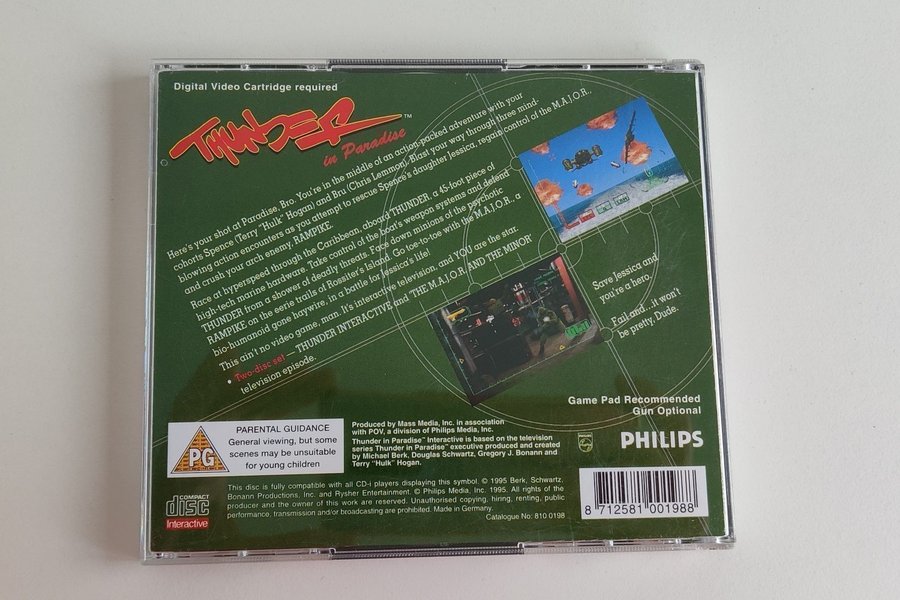 Digital Video Cartridge required
THUNDER™
in Paradise
Here's your shot at Paradise, Bro. You're in the middle of an action-packed adventure with your
cohorts Spence (Terry "Hulk" Hogan) and Bru (Chris Lemmon). Blast your way through three mind-
blowing action encounters as you attempt to rescue Spence's daughter Jessica, regain control of the M.A.J.O.R.,
and crush your arch enemy, RAMPIKE.
Race at hyperspeed through the Caribbean, aboard THUNDER, a 45-foot piece of
high-tech marine hardware. Take control of the boat's weapon systems and defend
THUNDER from a shower of deadly threats. Face down minions of the psychotic
RAMPIKE on the eerie trails of Rossiter's Island. Go toe-to-toe with the M.A.J.O.R., a
bio-humanoid gone haywire, in a battle for Jessica's life!
This ain't no video game, man. It's interactive television, and YOU are the star.
• Two-disc set — THUNDER INTERACTIVE and 'THE M.A.J.O.R. AND THE MINOR'
television episode.
Save Jessica and
you're a hero.
Fail and...it won't
be pretty, Dude.
Game Pad Recommended
Gun Optional
PG
PARENTAL GUIDANCE
General viewing, but some
scenes may be unsuitable
for young children
Produced by Mass Media, Inc. in association
with POV, a division of Philips Media, Inc.
Thunder in Paradise™ Interactive is based on the television
series Thunder in Paradise™ executive produced and created
by Michael Berk, Douglas Schwartz, Gregory J. Bonann and
Terry "Hulk" Hogan.
PHILIPS
PHILIPS
COMPACT
disc
Interactive
This disc is fully compatible with all CD-i players displaying this symbol. © 1995 Berk, Schwartz,
Bonann Productions, Inc. and Rysher Entertainment. © Philips Media, Inc. 1995. All rights of the
producer and the owner of this work are reserved. Unauthorised copying, hiring, renting, public
performance, transmission and/or broadcasting are prohibited. Made in Germany.
Catalogue No: 810 0198
8 712581 001988